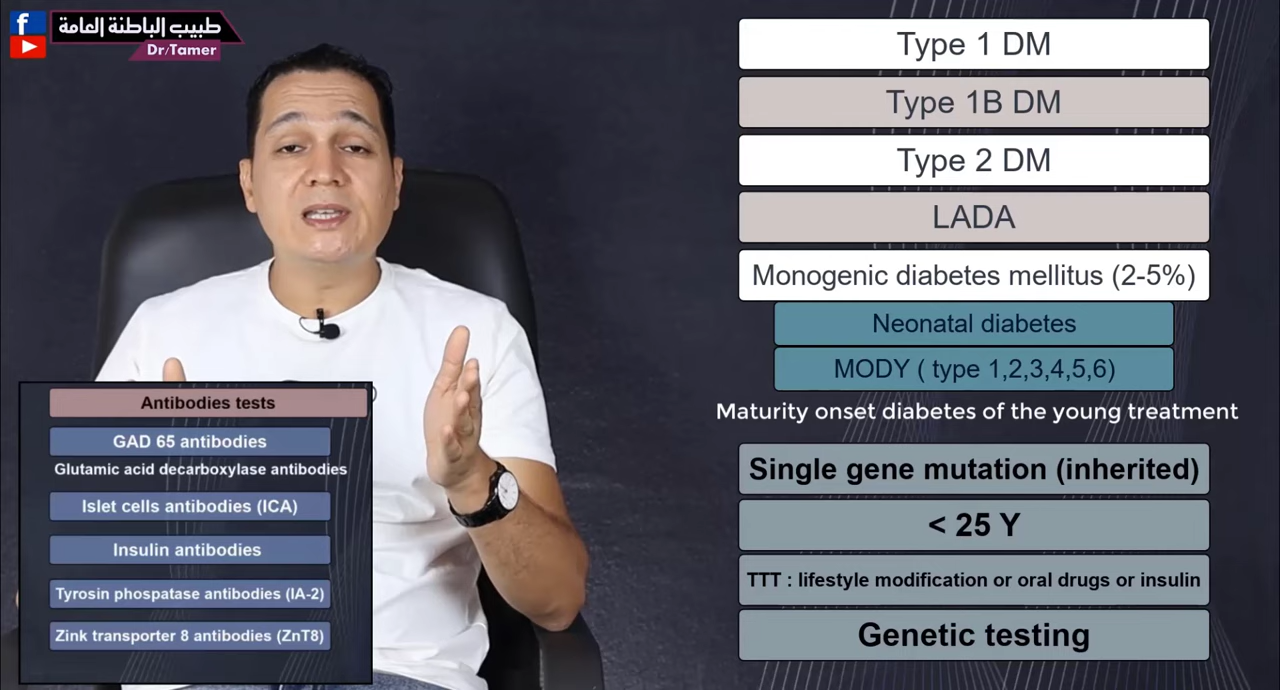 f
طبيب الباطنة العامة
Dr/Tamer
Type 1 DM
Type 1B DM
Type 2 DM
LADA
Monogenic diabetes mellitus (2-5%)
Neonatal diabetes
MODY ( type 1,2,3,4,5,6)
Maturity onset diabetes of the young treatment
Single gene mutation (inherited)
< 25 Y
TTT : lifestyle modification or oral drugs or insulin
Genetic testing
Antibodies tests
GAD 65 antibodies
Glutamic acid decarboxylase antibodies
Islet cells antibodies (ICA)
Insulin antibodies
Tyrosin phospatase antibodies (IA-2)
Zink transporter 8 antibodies (ZnT8)